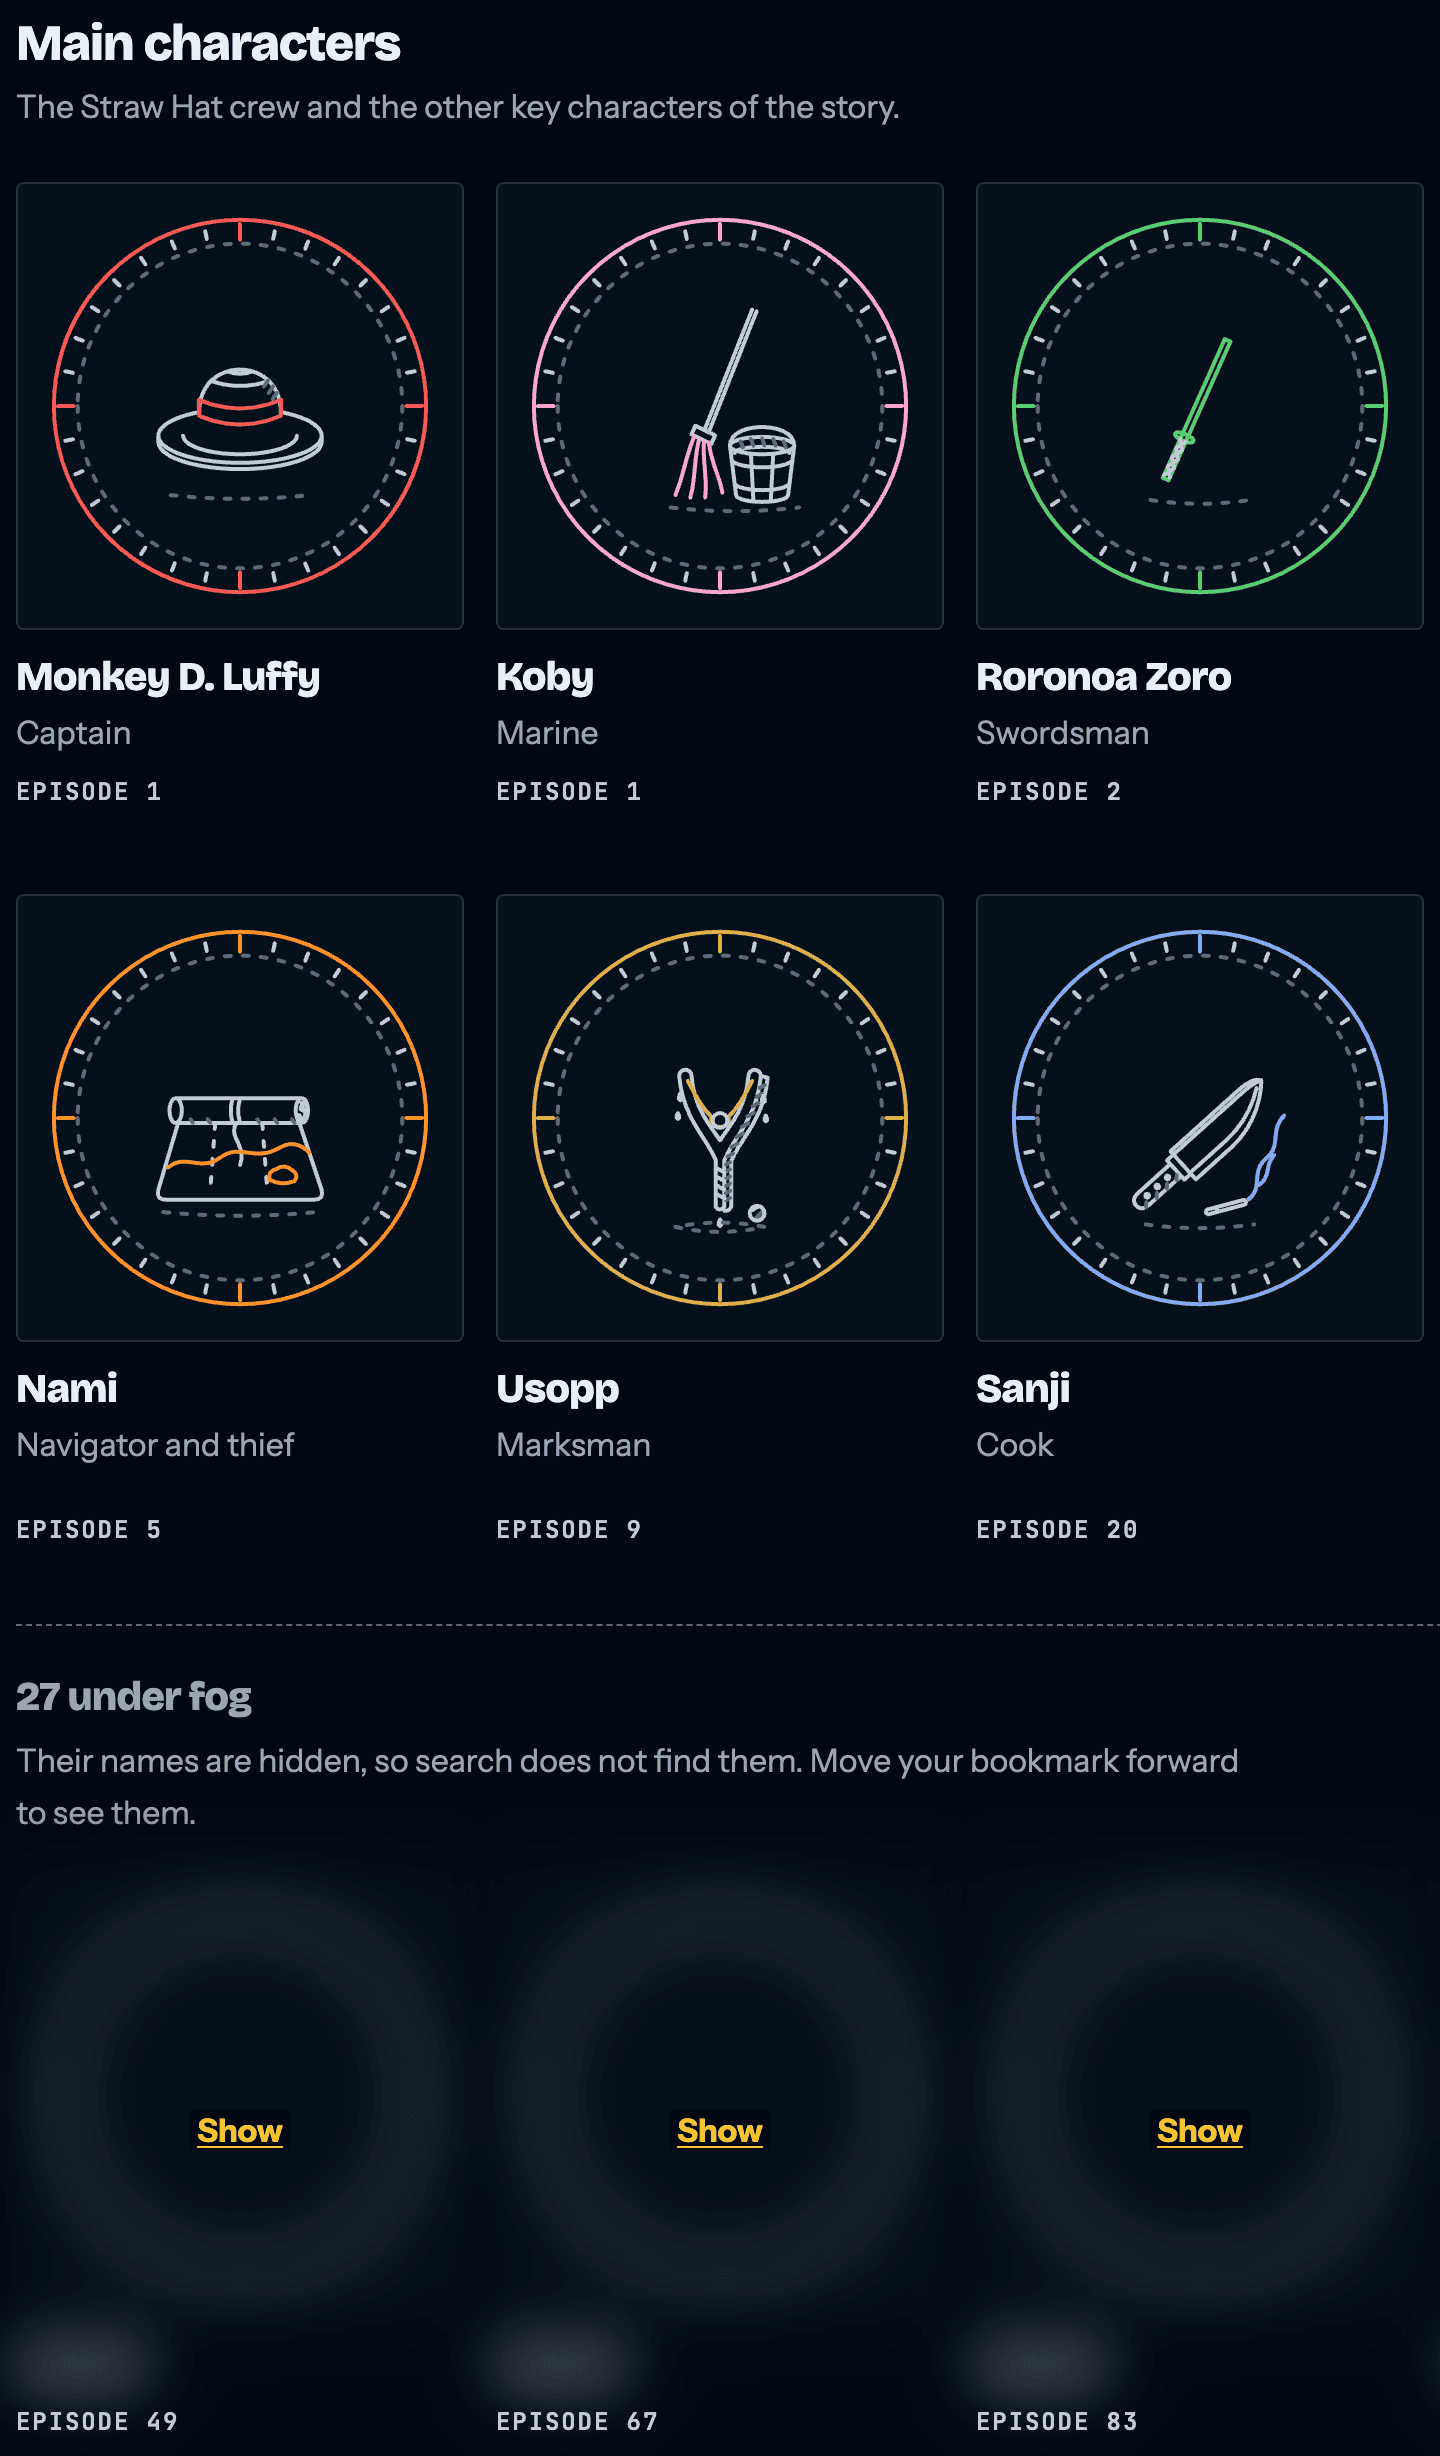 Main characters
The Straw Hat crew and the other key characters of the story.
Monkey D. Luffy
Captain
EPISODE 1
Koby
Marine
EPISODE 1
Roronoa Zoro
Swordsman
EPISODE 2
Nami
Navigator and thief
EPISODE 5
Usopp
Marksman
EPISODE 9
Sanji
Cook
EPISODE 20
27 under fog
Their names are hidden, so search does not find them. Move your bookmark forward
to see them.
Show
EPISODE 49
Show
EPISODE 67
Show
EPISODE 83